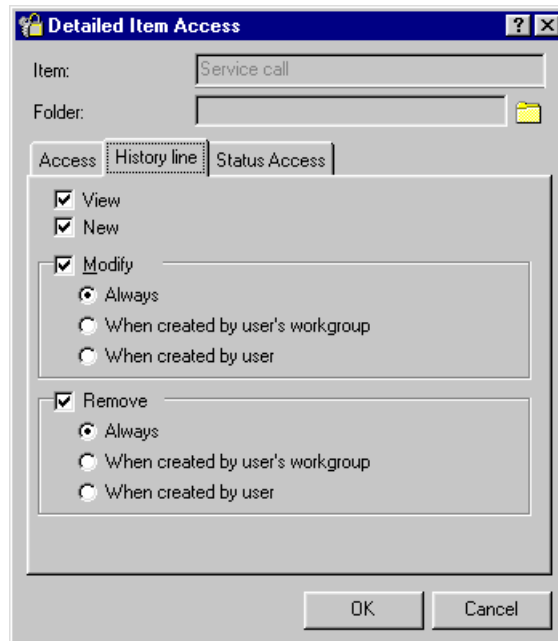 Detailed Item Access
Item: Service call
Folder:
Access History line Status Access
View
New
Modify
Always
When created by user's workgroup
When created by user
Remove
Always
When created by user's workgroup
When created by user
OK Cancel